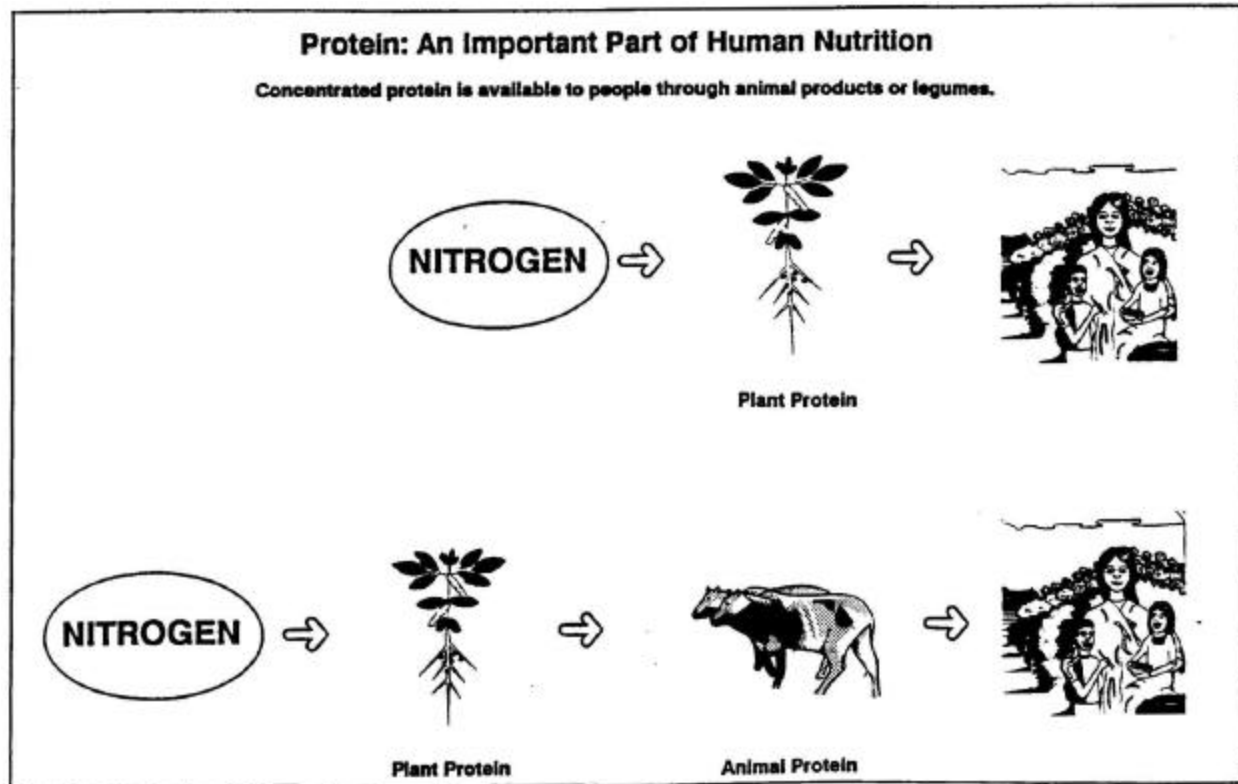 Protein: An Important Part of Human Nutrition
Concentrated protein is available to people through animal products or legumes.
NITROGEN
Plant Protein
NITROGEN
Plant Protein
Animal Protein